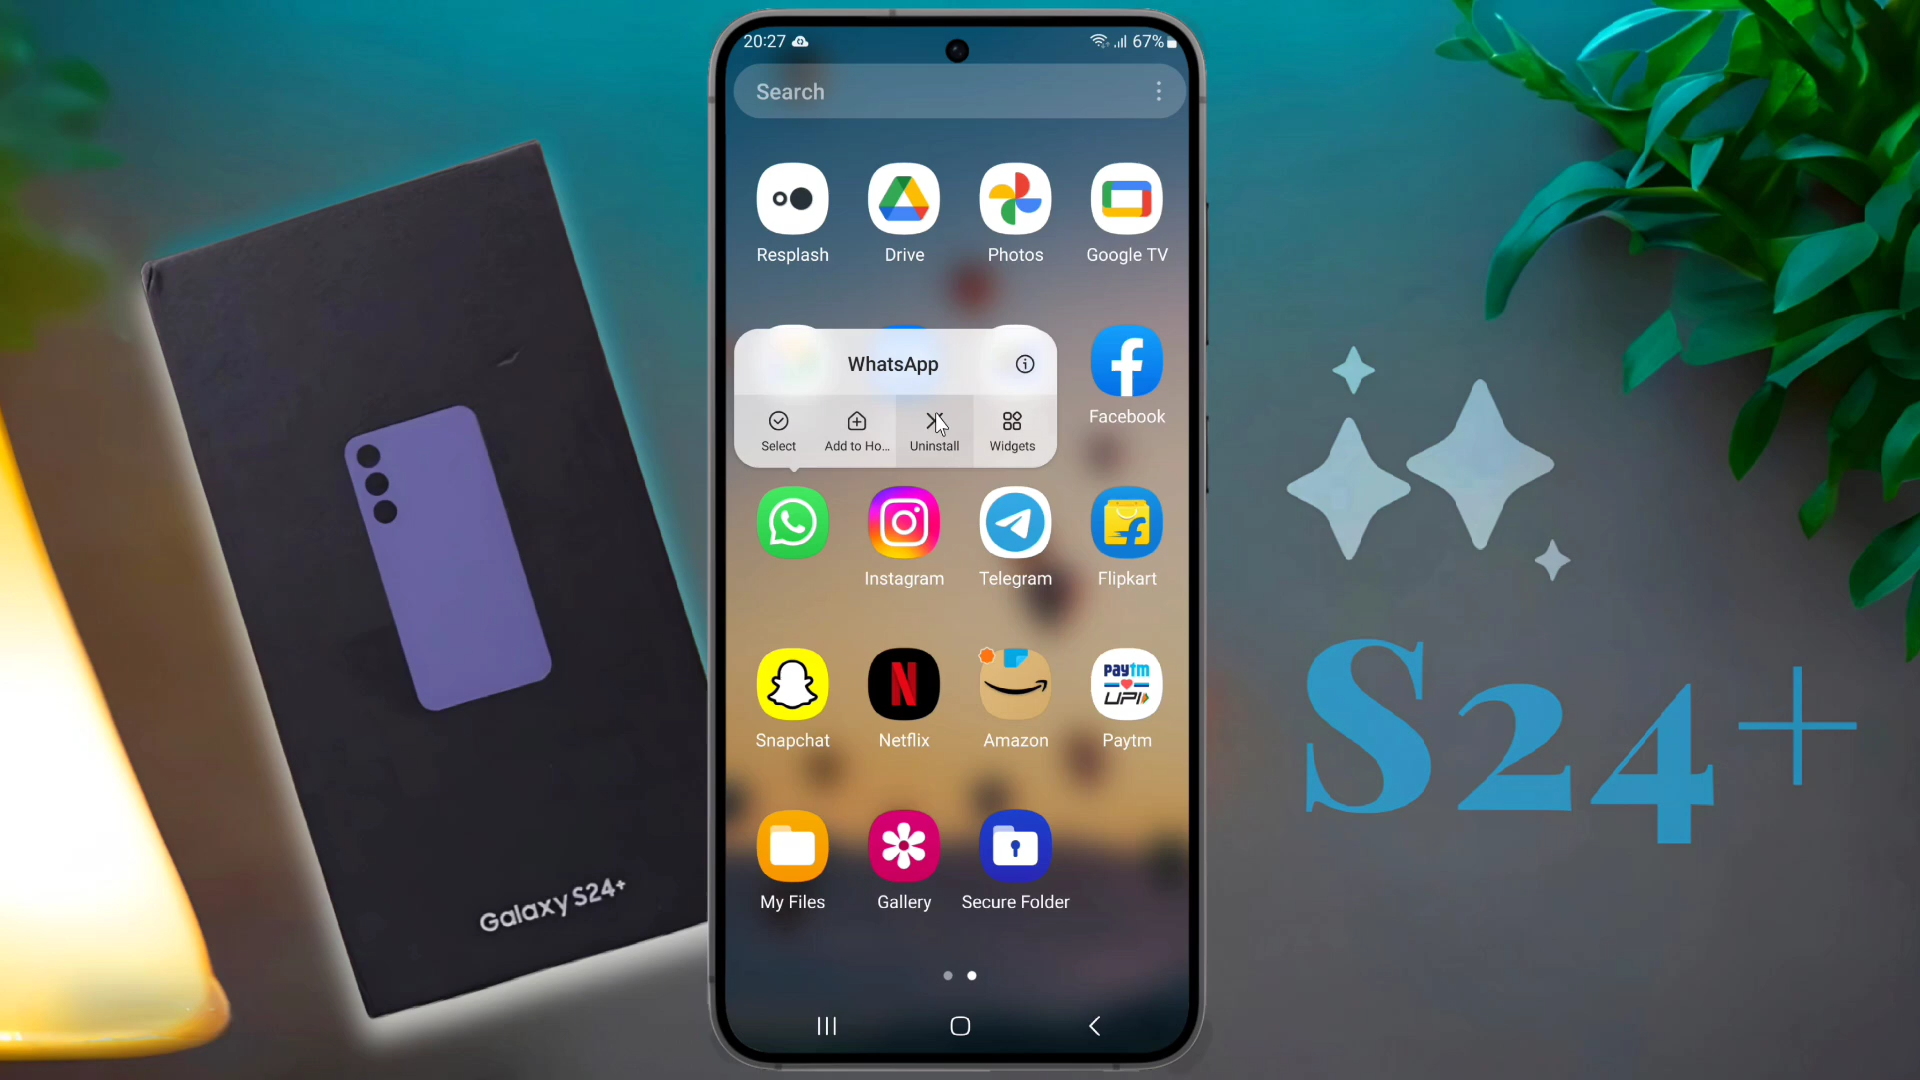 20:27
67%
Search
Resplash
Drive
Photos
Google TV
WhatsApp
Facebook
Select
Add to Ho...
Uninstall
Widgets
Instagram
Telegram
Flipkart
paytm
UPI
Snapchat
Netflix
Amazon
Paytm
My Files
Gallery
Secure Folder
Galaxy S24+
S24+